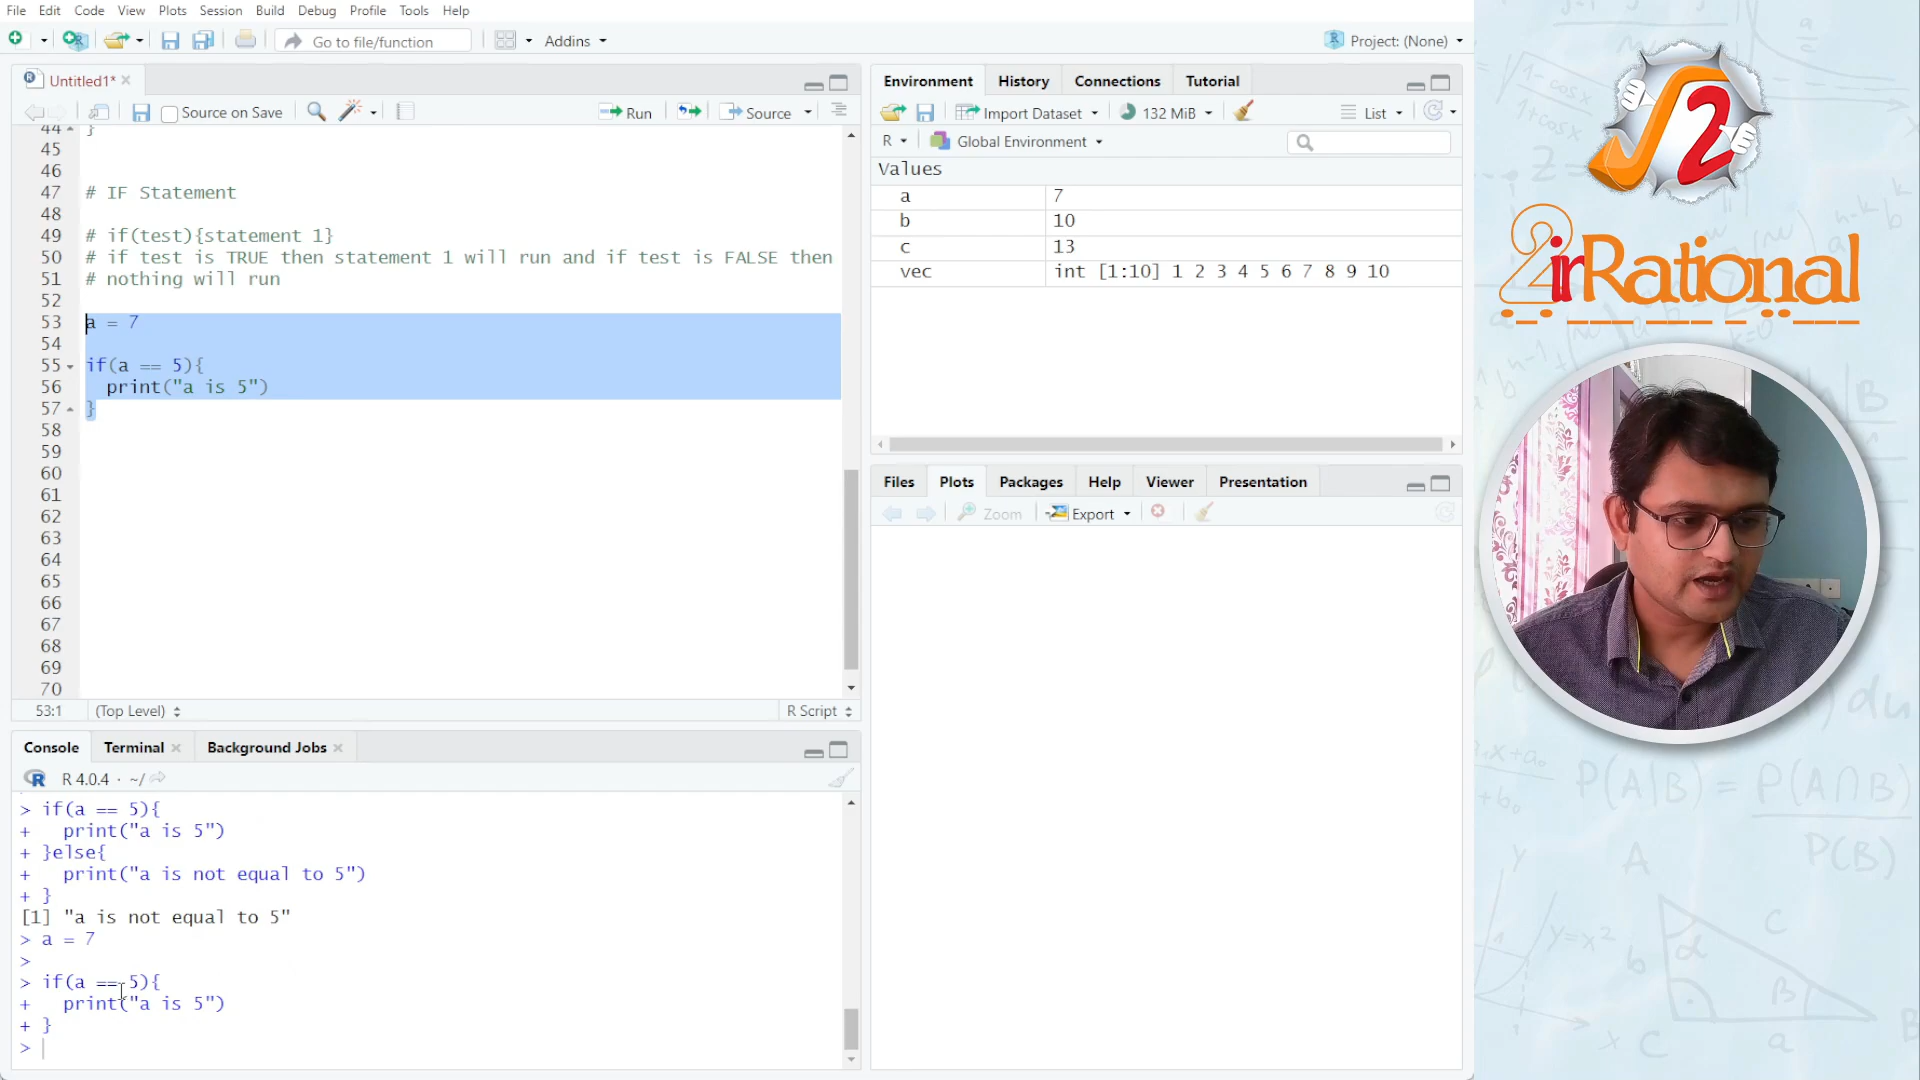 File Edit Code View Plots Session Build Debug Profile Tools Help
Go to file/function
Addins
Project: (None)
Untitled1*
Source on Save
Run
Source
44 }
45
46
47 # IF Statement
48
49 # if(test){statement 1}
50 # if test is TRUE then statement 1 will run and if test is FALSE then
51 # nothing will run
52
53 a = 7
54
55 if(a == 5){
56 print("a is 5")
57 }
58
59
60
61
62
63
64
65
66
67
68
69
70
53:1 (Top Level) R Script
Console Terminal Background Jobs
R 4.0.4 · ~/
> if(a == 5){
+ print("a is 5")
+ }else{
+ print("a is not equal to 5")
+ }
[1] "a is not equal to 5"
> a = 7
>
> if(a == 5){
+ print("a is 5")
+ }
>
Environment History Connections Tutorial
Import Dataset 132 MiB List
R Global Environment
Values
a 7
b 10
c 13
vec int [1:10] 1 2 3 4 5 6 7 8 9 10
Files Plots Packages Help Viewer Presentation
Zoom Export
√2
2irRational
P(A|B) = P(A∩B)
P(B)